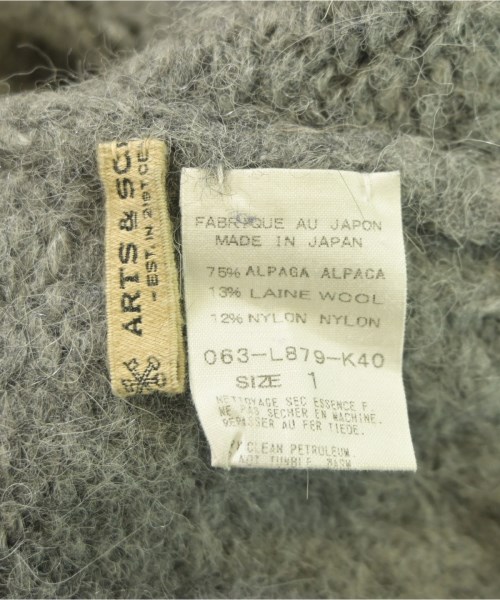 ARTS & SC
-EST. IN 21STCE
FABRIQUE AU JAPON
MADE IN JAPAN
75% ALPAGA ALPACA
13% LAINE WOOL
12% NYLON NYLON
063-L879-K40
SIZE 1
NETTOYAGE SEC ESSENCE F
NE PAS SECHER EN MACHINE.
REPASSER AU FER TIEDE.
CLEAN PETROLEUM.
NOT TUMBLE. WARM